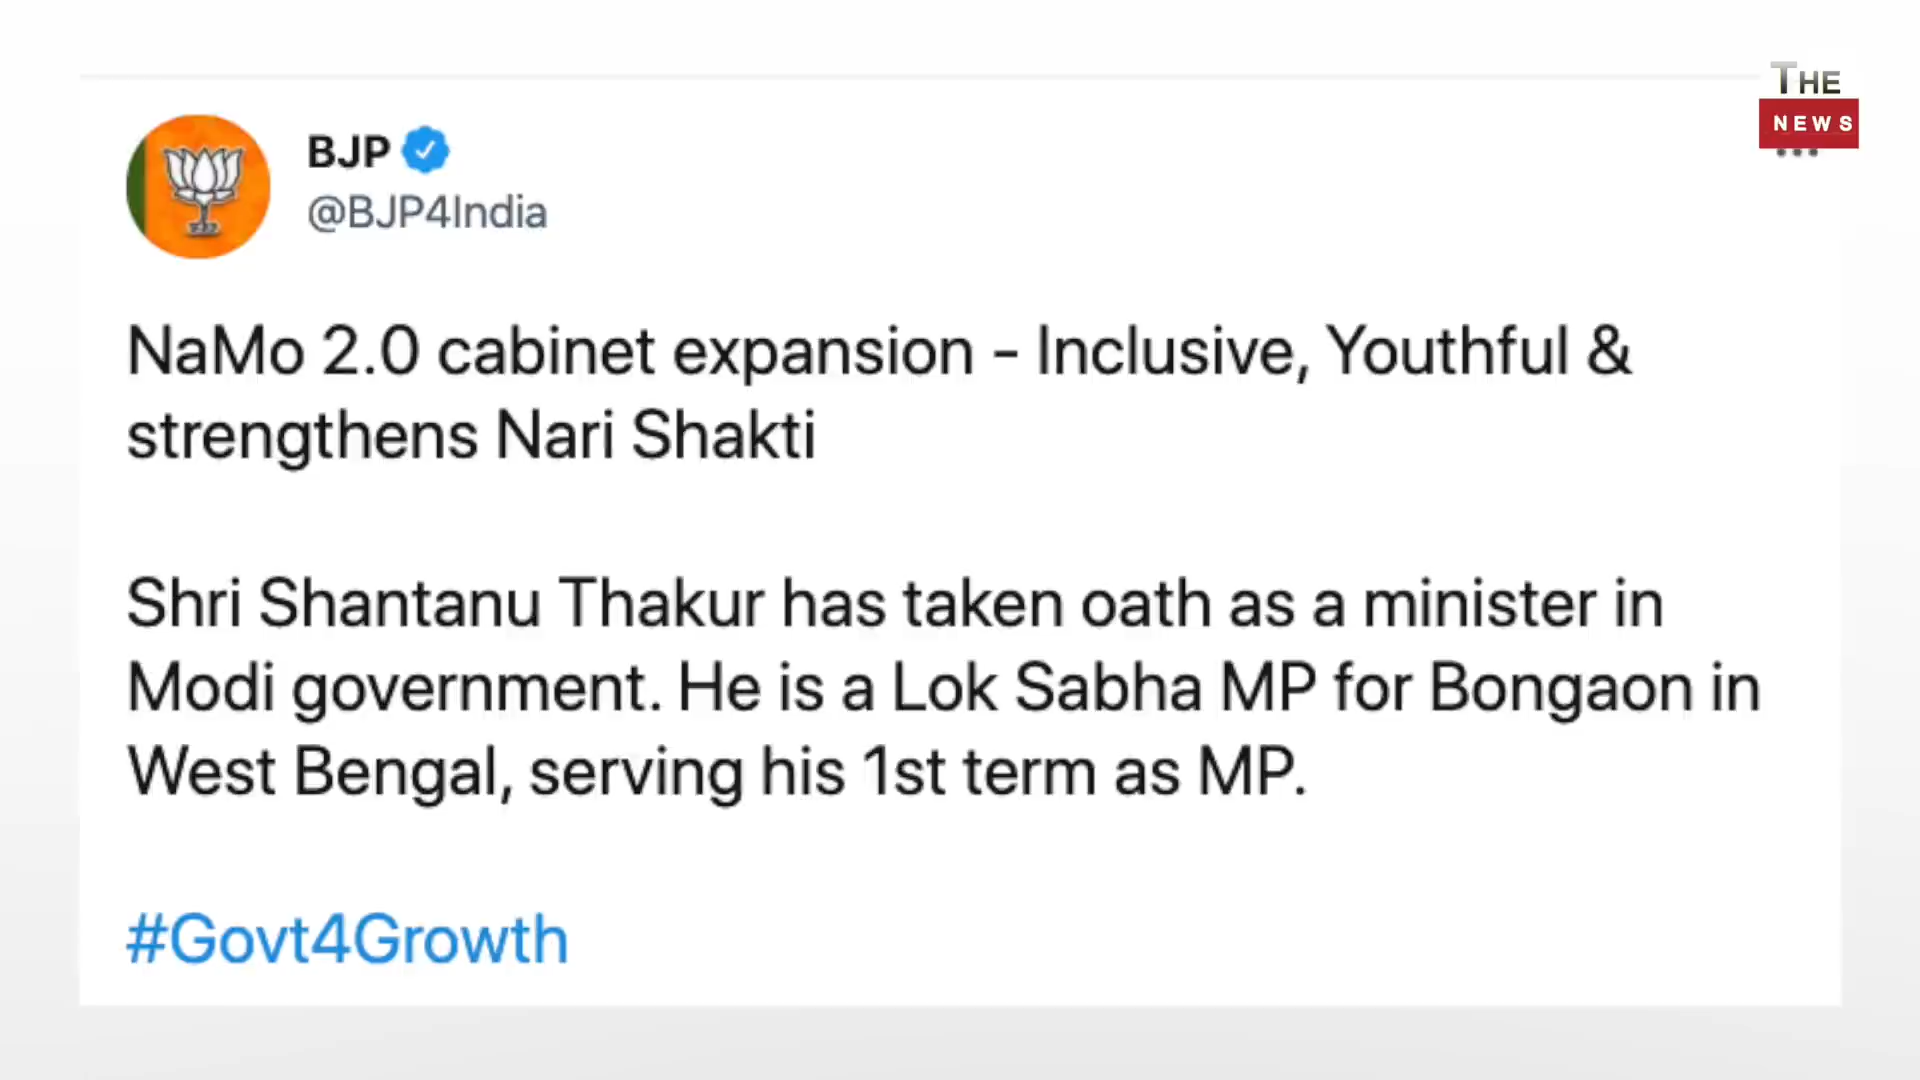 THE
NEWS
BJP
@BJP4India
NaMo 2.0 cabinet expansion - Inclusive, Youthful &
strengthens Nari Shakti
Shri Shantanu Thakur has taken oath as a minister in
Modi government. He is a Lok Sabha MP for Bongaon in
West Bengal, serving his 1st term as MP.
#Govt4Growth